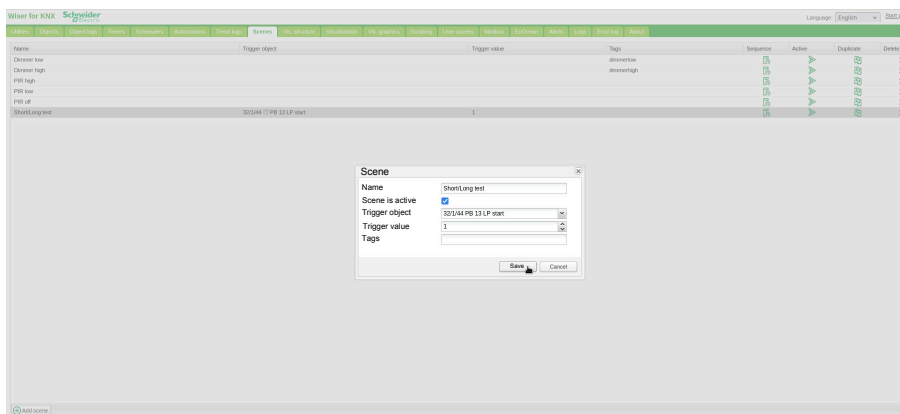 Wiser for KNX Schneider Electric Language: English Start
Utilities Objects Object logs Timers Schedulers Automations Trend logs Scenes Vis. structure Visualization Vis. graphics Scripting User access Modbus EnOcean Alerts Logs Error log About
Name Trigger object Trigger value Tags Sequence Active Duplicate Delete
Dimmer low dimmerlow
Dimmer high dimmerhigh
PIR high
PIR low
PIR off
Short/Long test 32/1/44 PB 13 LP start 1
Scene
Name Short/Long test
Scene is active
Trigger object 32/1/44 PB 13 LP start
Trigger value 1
Tags
Save Cancel
Add scene